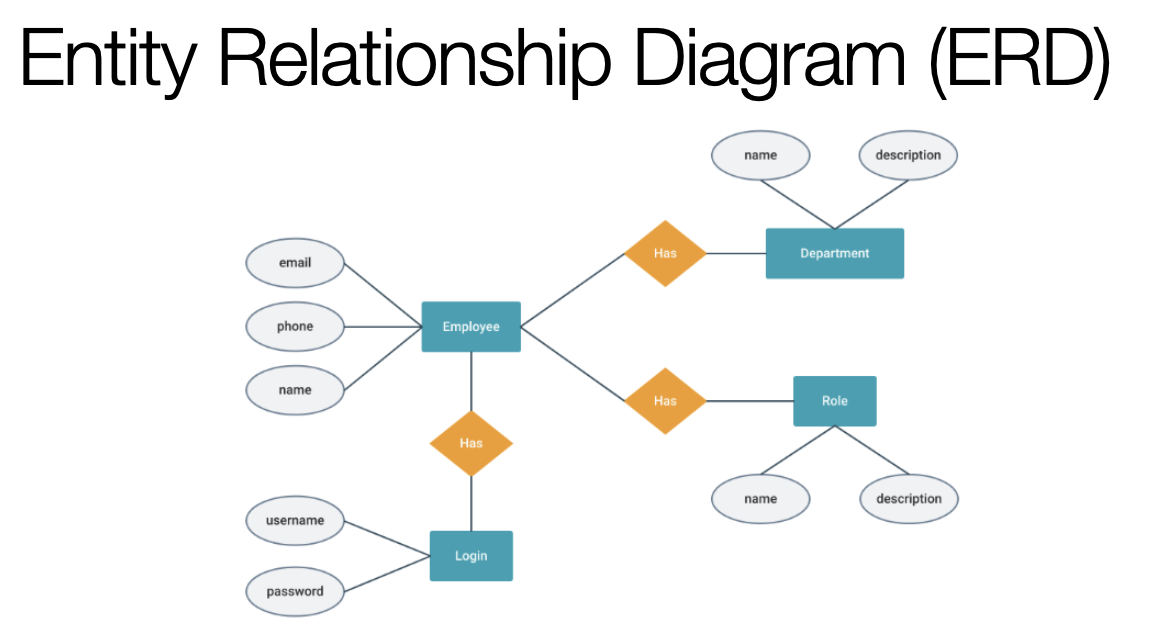 Entity Relationship Diagram (ERD)
name
description
Has
Department
email
phone
name
Employee
Has
Role
Has
name
description
username
password
Login